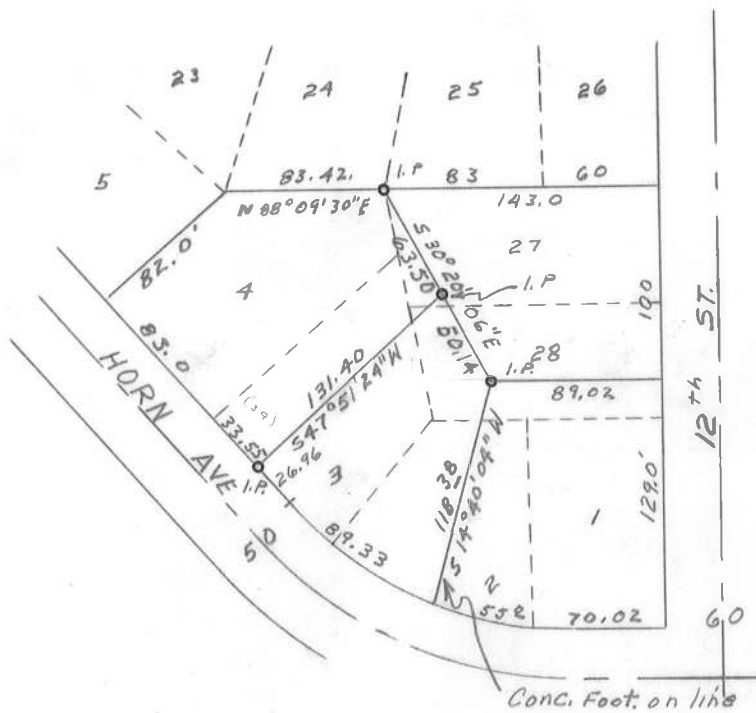 23
24
25
26
5
83.42.
I.P
83
60
N 88° 09' 30" E
143.0
82.0'
S 30° 20' 06" E
63.50
27
I.P
4
100
12th ST.
50.14
28
I.P.
89.02
83.0
131.40
S 47° 51' 24" W
HORN AVE
(39)
33.55
26.96
I.P.
3
118.38
S 14° 40' 04" W
1
129.0'
50
89.33
2
552
70.02
60
Conc. Foot. on line